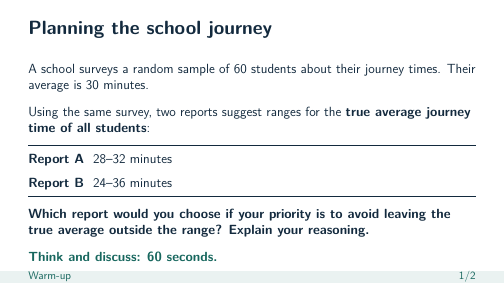 Planning the school journey
A school surveys a random sample of 60 students about their journey times. Their
average is 30 minutes.
Using the same survey, two reports suggest ranges for the true average journey
time of all students:
Report A 28–32 minutes
Report B 24–36 minutes
Which report would you choose if your priority is to avoid leaving the
true average outside the range? Explain your reasoning.
Think and discuss: 60 seconds.
Warm-up 1/2